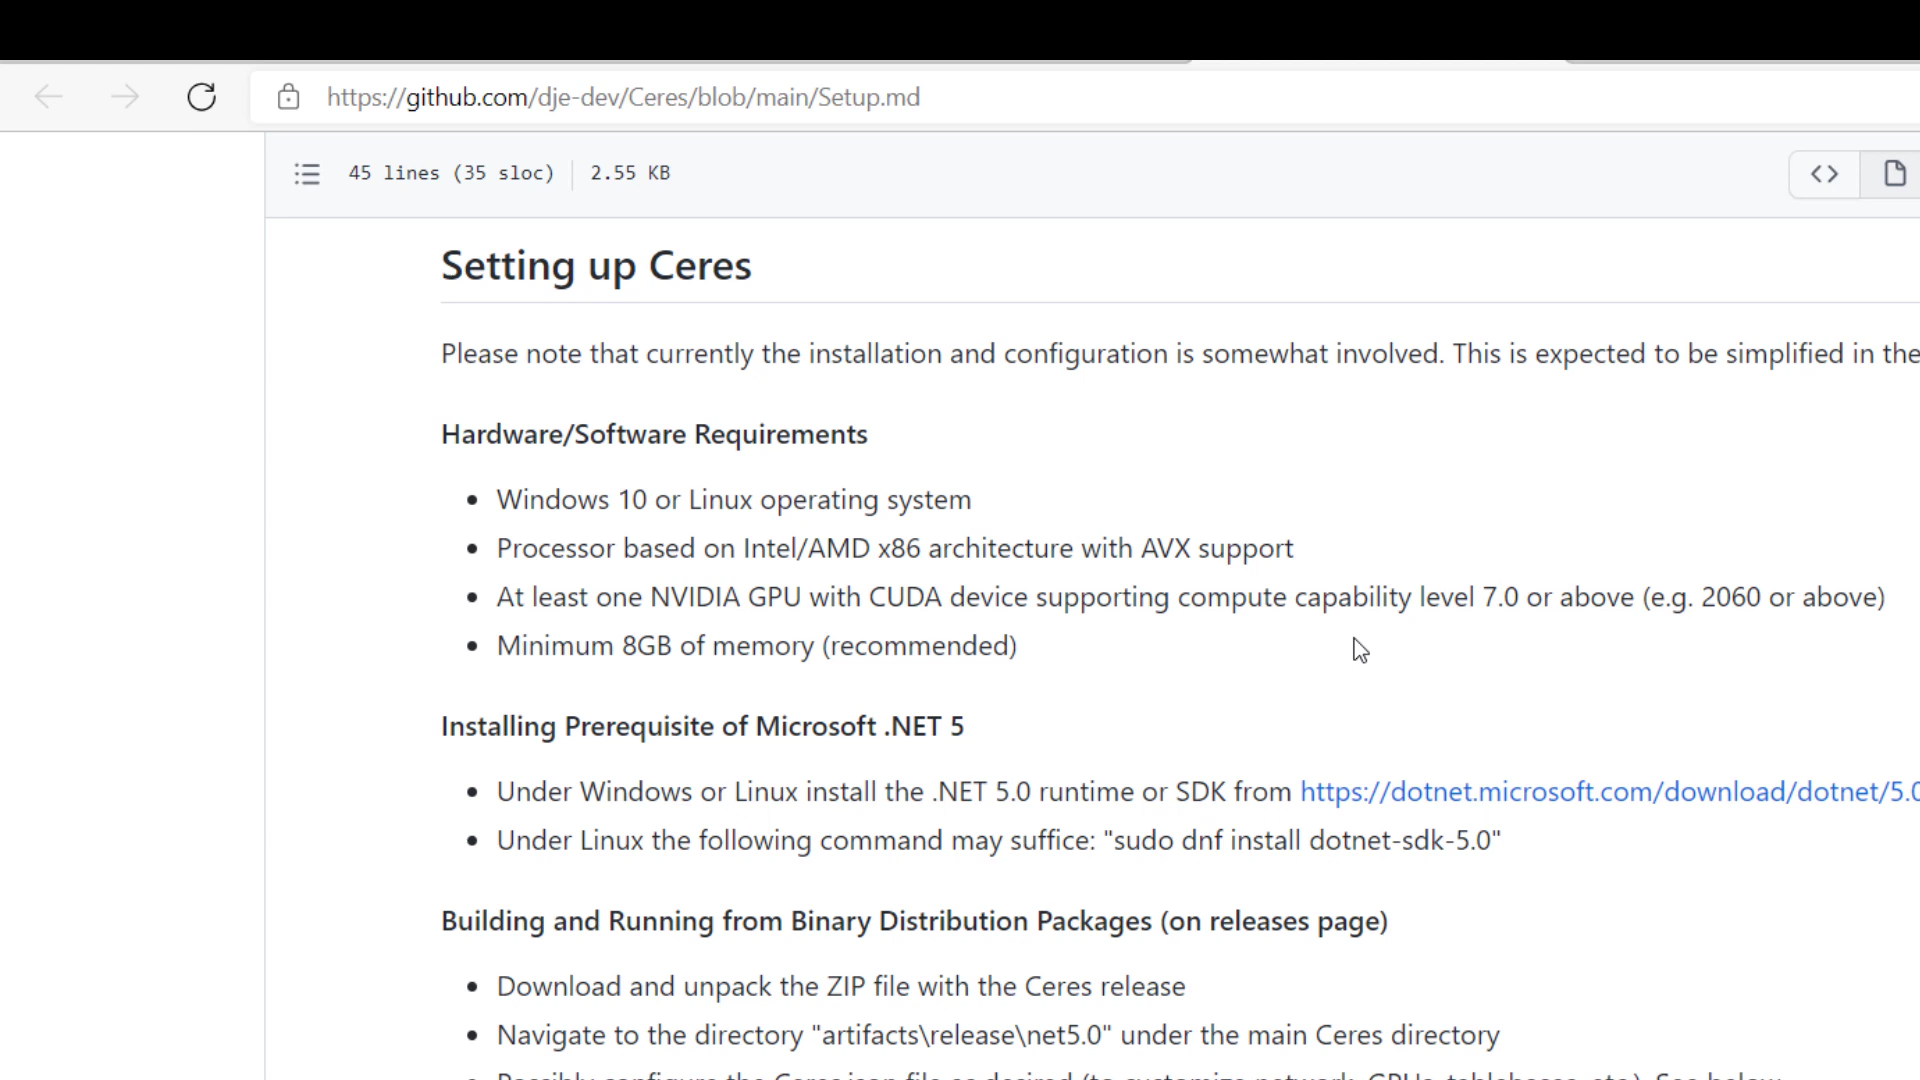 https://github.com/dje-dev/Ceres/blob/main/Setup.md
45 lines (35 sloc) 2.55 KB
Setting up Ceres
Please note that currently the installation and configuration is somewhat involved. This is expected to be simplified in the
Hardware/Software Requirements
Windows 10 or Linux operating system
Processor based on Intel/AMD x86 architecture with AVX support
At least one NVIDIA GPU with CUDA device supporting compute capability level 7.0 or above (e.g. 2060 or above)
Minimum 8GB of memory (recommended)
Installing Prerequisite of Microsoft .NET 5
Under Windows or Linux install the .NET 5.0 runtime or SDK from https://dotnet.microsoft.com/download/dotnet/5.0
Under Linux the following command may suffice: "sudo dnf install dotnet-sdk-5.0"
Building and Running from Binary Distribution Packages (on releases page)
Download and unpack the ZIP file with the Ceres release
Navigate to the directory "artifacts\release\net5.0" under the main Ceres directory